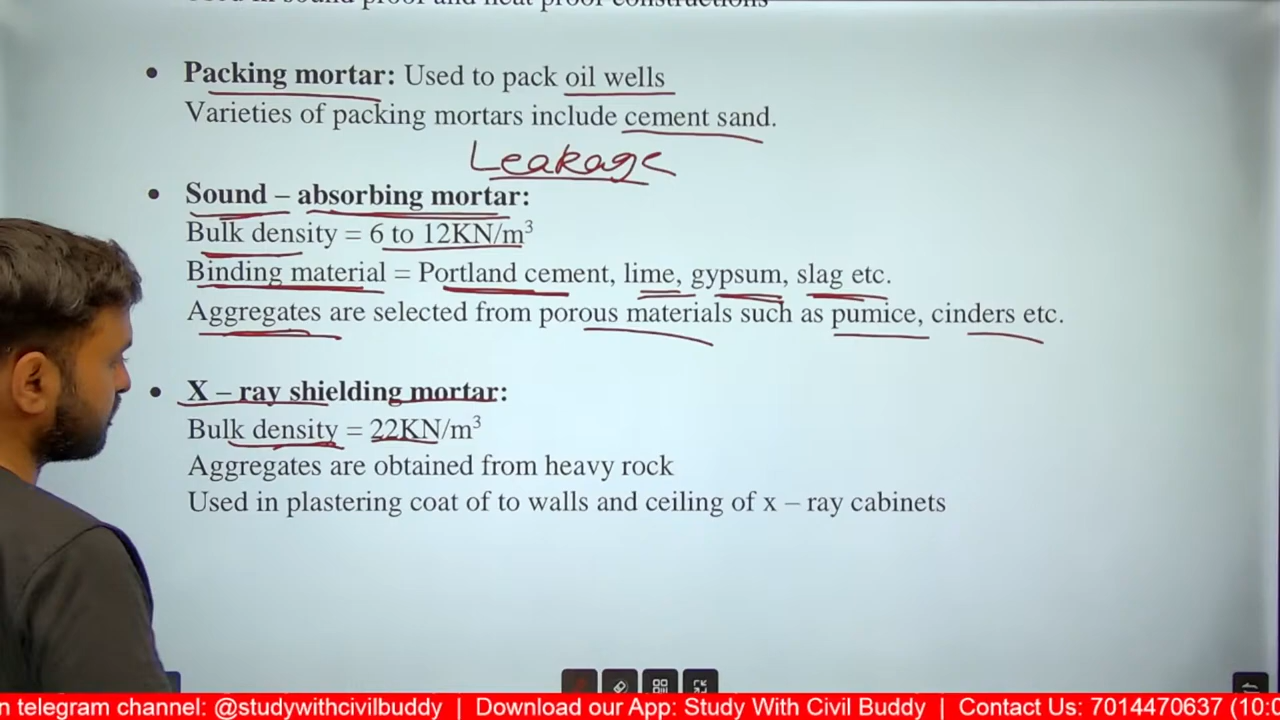 Used in sound proof and heat proof constructions
• Packing mortar: Used to pack oil wells
Varieties of packing mortars include cement sand.
Leakage
• Sound – absorbing mortar:
Bulk density = 6 to 12KN/m³
Binding material = Portland cement, lime, gypsum, slag etc.
Aggregates are selected from porous materials such as pumice, cinders etc.
• X – ray shielding mortar:
Bulk density = 22KN/m³
Aggregates are obtained from heavy rock
Used in plastering coat of to walls and ceiling of x – ray cabinets
n telegram channel: @studywithcivilbuddy | Download our App: Study With Civil Buddy | Contact Us: 7014470637 (10:0